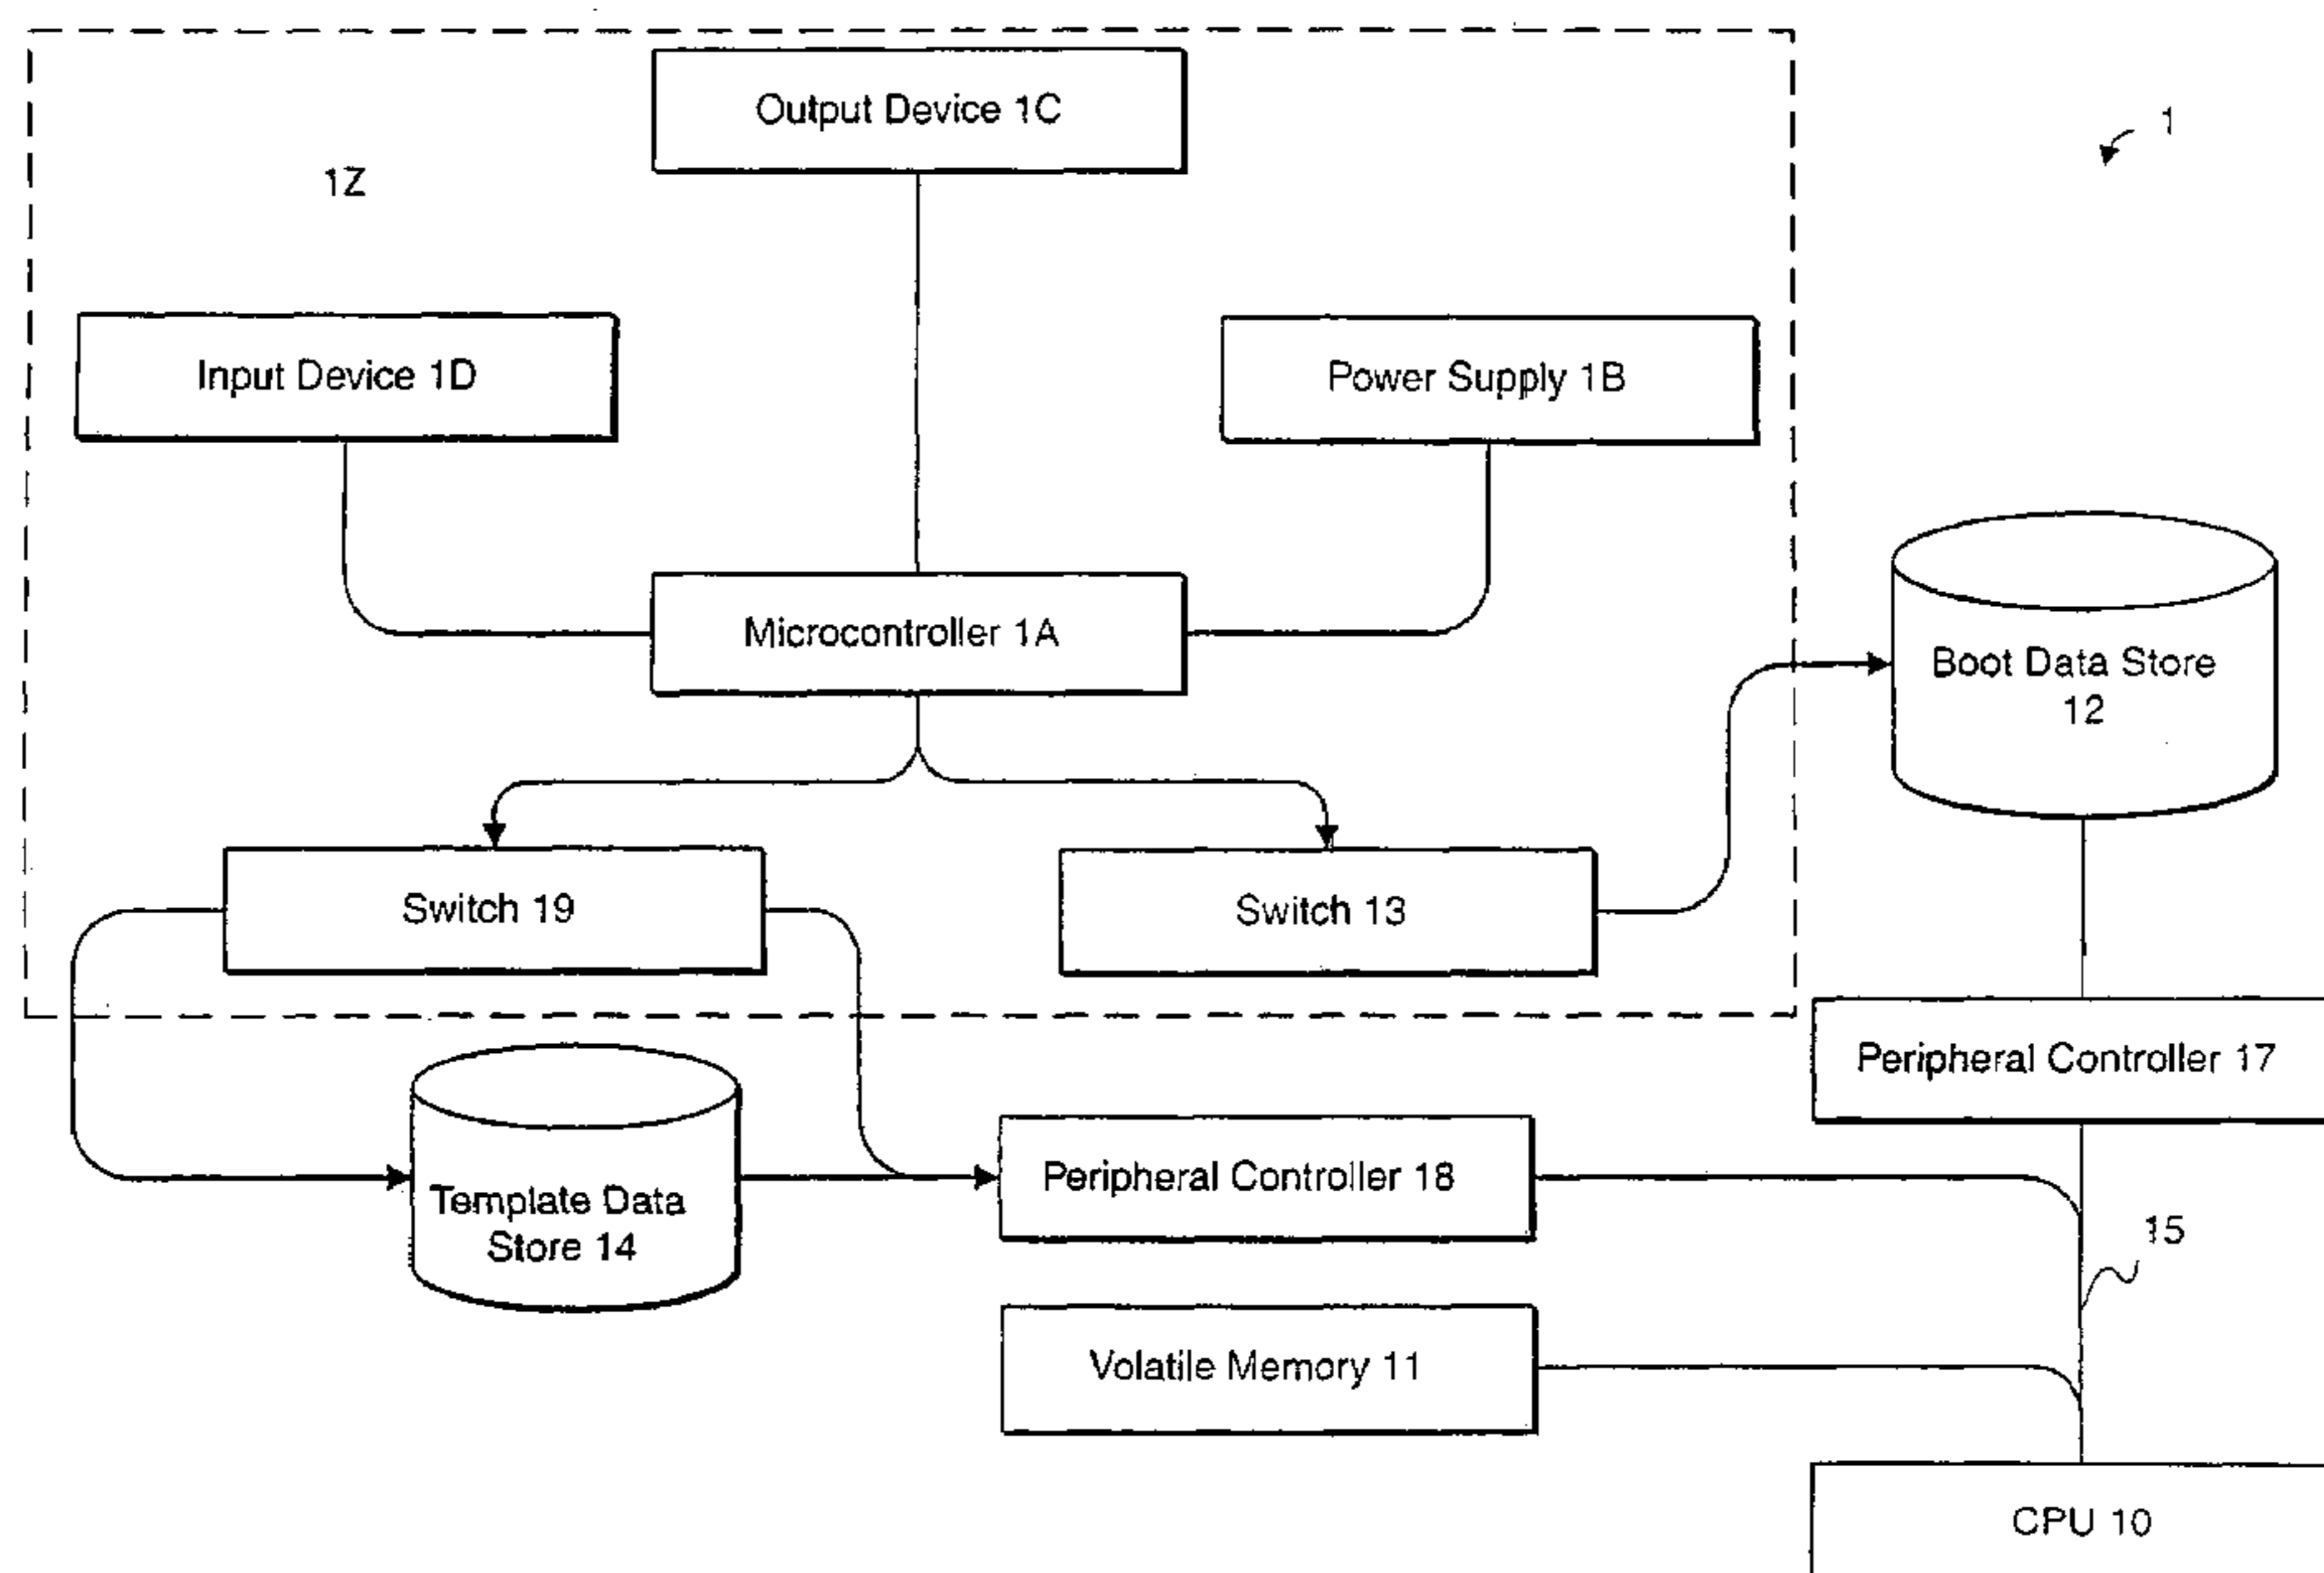 Output Device 1C
1
1Z
Input Device 1D
Power Supply 1B
Microcontroller 1A
Boot Data Store
12
Switch 19
Switch 13
Peripheral Controller 17
Peripheral Controller 18
Template Data
Store 14
15
Volatile Memory 11
CPU 10